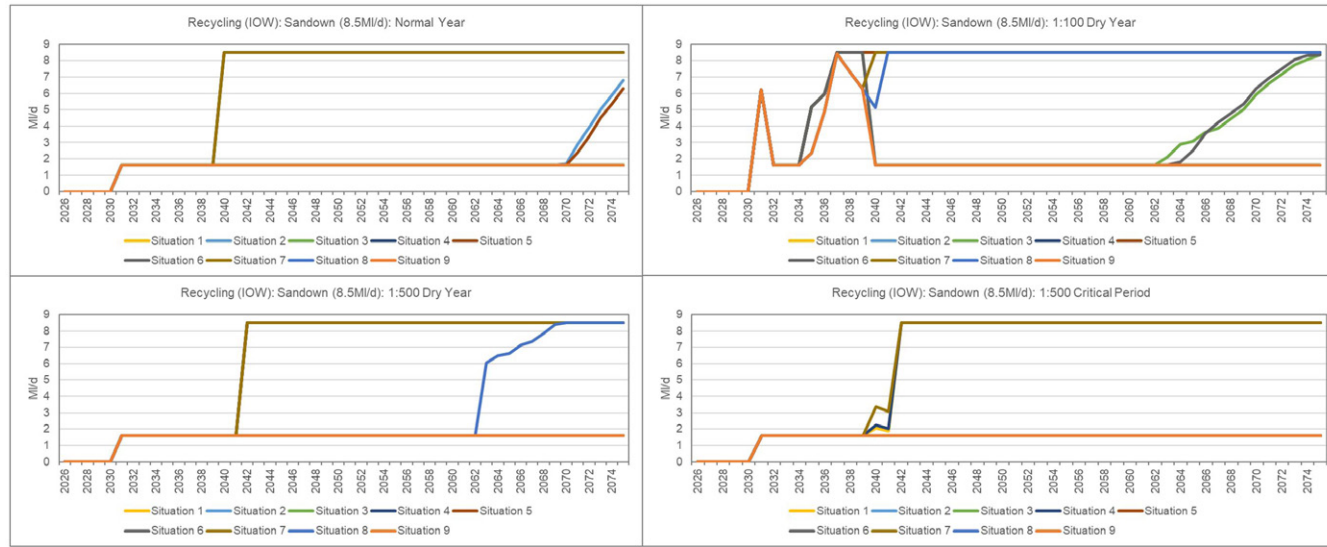 Recycling (IOW): Sandown (8.5Ml/d): Normal Year
9
8
7
6
5
4
3
2
1
0
Ml/d
2026 2028 2030 2032 2034 2036 2038 2040 2042 2044 2046 2048 2050 2052 2054 2056 2058 2060 2062 2064 2066 2068 2070 2072 2074
Situation 1 Situation 2 Situation 3 Situation 4 Situation 5
Situation 6 Situation 7 Situation 8 Situation 9
Recycling (IOW): Sandown (8.5Ml/d): 1:100 Dry Year
9
8
7
6
5
4
3
2
1
0
Ml/d
2026 2028 2030 2032 2034 2036 2038 2040 2042 2044 2046 2048 2050 2052 2054 2056 2058 2060 2062 2064 2066 2068 2070 2072 2074
Situation 1 Situation 2 Situation 3 Situation 4 Situation 5
Situation 6 Situation 7 Situation 8 Situation 9
Recycling (IOW): Sandown (8.5Ml/d): 1:500 Dry Year
9
8
7
6
5
4
3
2
1
0
Ml/d
2026 2028 2030 2032 2034 2036 2038 2040 2042 2044 2046 2048 2050 2052 2054 2056 2058 2060 2062 2064 2066 2068 2070 2072 2074
Situation 1 Situation 2 Situation 3 Situation 4 Situation 5
Situation 6 Situation 7 Situation 8 Situation 9
Recycling (IOW): Sandown (8.5Ml/d): 1:500 Critical Period
9
8
7
6
5
4
3
2
1
0
Ml/d
2026 2028 2030 2032 2034 2036 2038 2040 2042 2044 2046 2048 2050 2052 2054 2056 2058 2060 2062 2064 2066 2068 2070 2072 2074
Situation 1 Situation 2 Situation 3 Situation 4 Situation 5
Situation 6 Situation 7 Situation 8 Situation 9